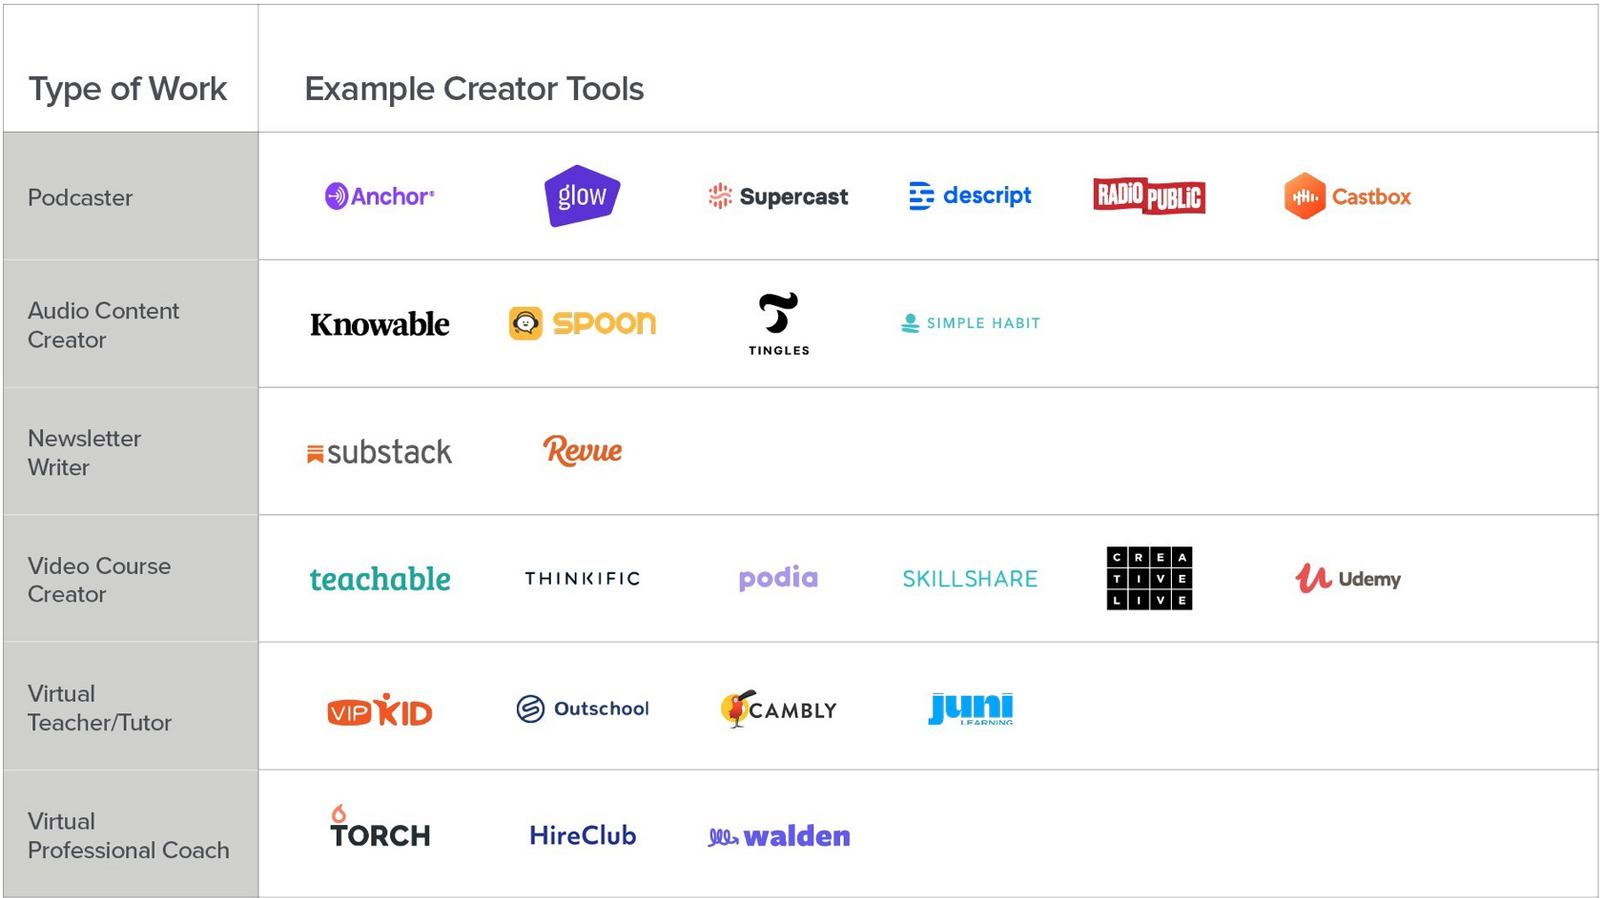 Type of Work
Example Creator Tools
Podcaster
Anchor
glow
Supercast
descript
RADiO PUBLiC
Castbox
Audio Content
Creator
Knowable
SPOON
TINGLES
SIMPLE HABIT
Newsletter
Writer
substack
Revue
Video Course
Creator
teachable
THINKIFIC
podia
SKILLSHARE
CREA
TIVE
LIVE
Udemy
Virtual
Teacher/Tutor
VIPKID
Outschool
CAMBLY
juni
LEARNING
Virtual
Professional Coach
TORCH
HireClub
walden